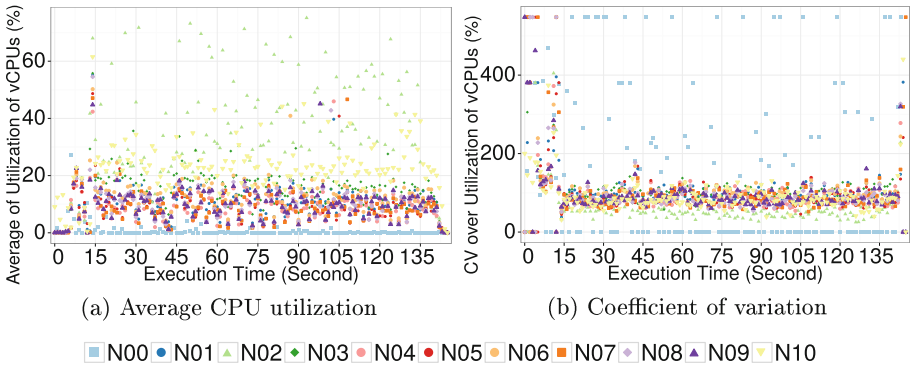 Average of Utilization of vCPUs (%)
60
40
20
0
0 15 30 45 60 75 90 105 120 135
Execution Time (Second)
(a) Average CPU utilization
CV over Utilization of vCPUs (%)
400
200
0
0 15 30 45 60 75 90 105 120 135
Execution Time (Second)
(b) Coefficient of variation
N00 N01 N02 N03 N04 N05 N06 N07 N08 N09 N10